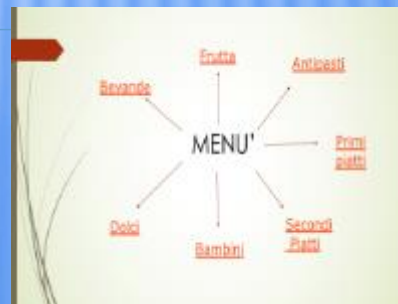 Frutta
Antipasti
Bevande
MENU'
Primi
piatti
Dolci
Bambini
Secondi
Piatti